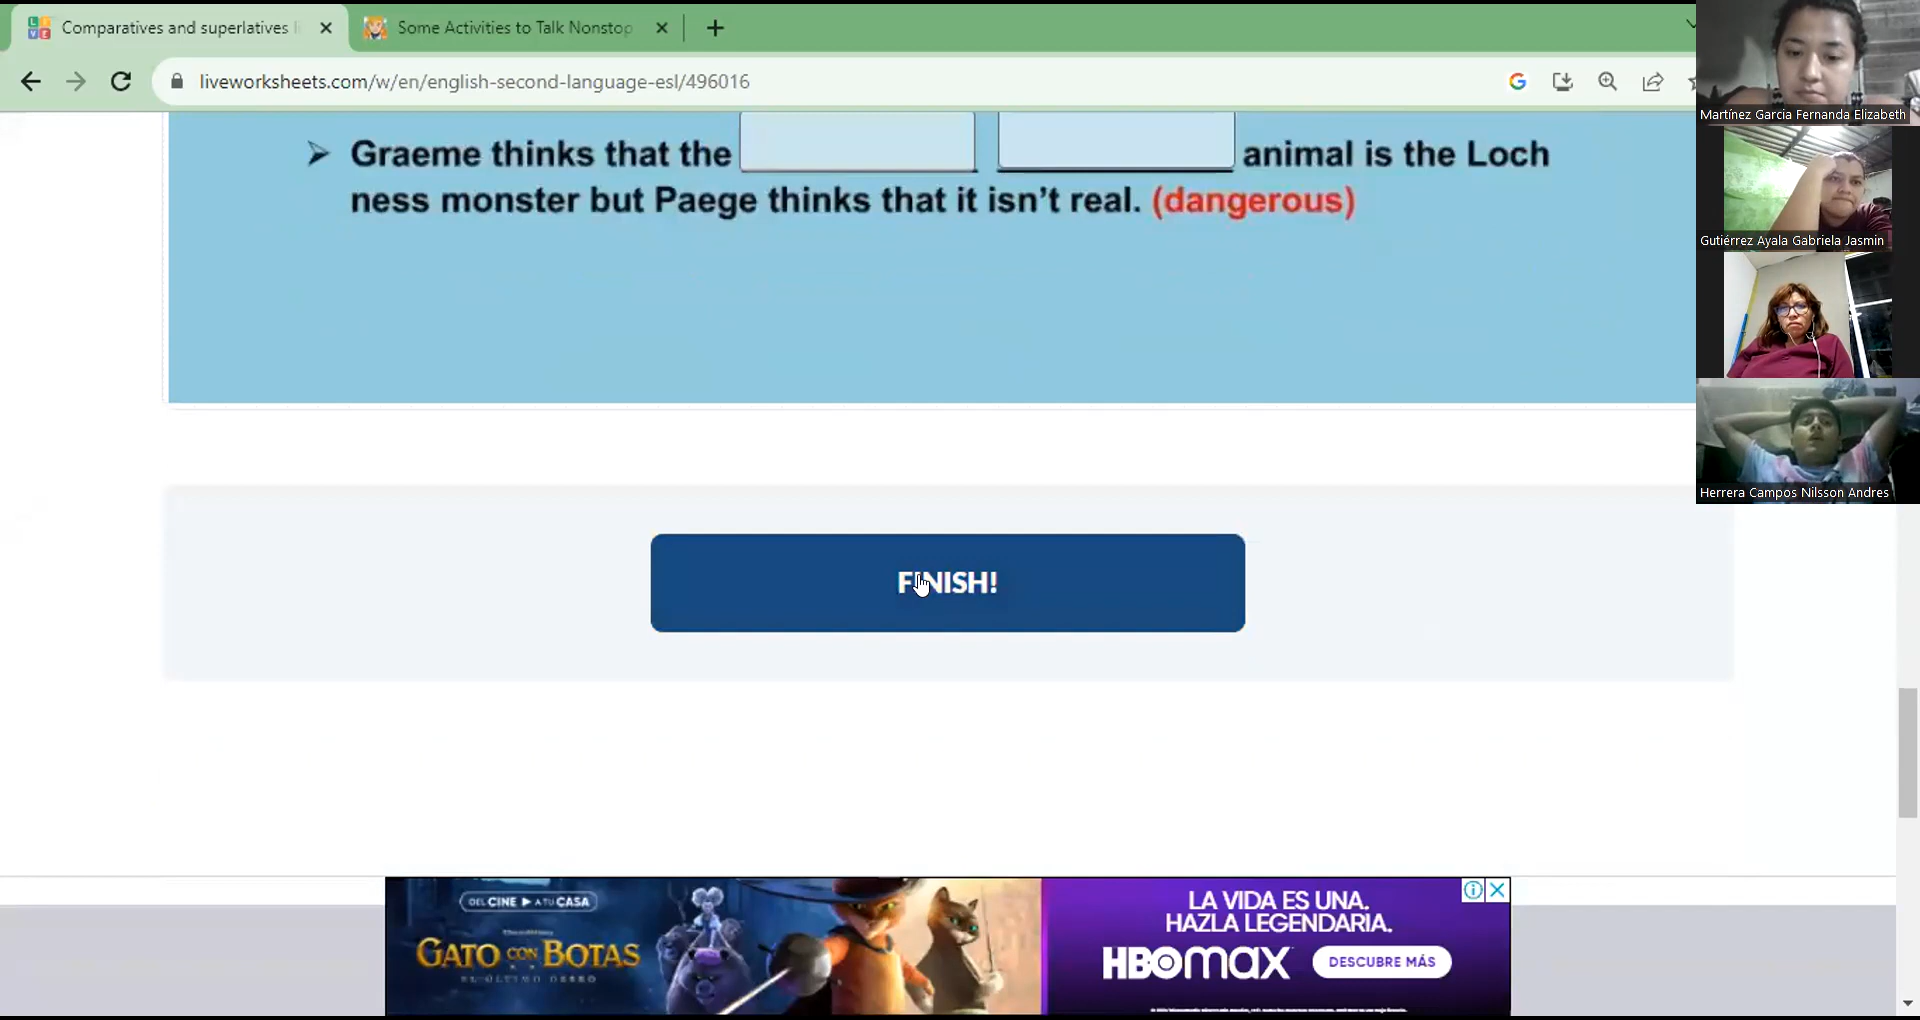 Comparatives and superlatives
Some Activities to Talk Nonstop
liveworksheets.com/w/en/english-second-language-esl/496016
Graeme thinks that the animal is the Loch
ness monster but Paege thinks that it isn't real. (dangerous)
FINISH!
Martínez Garcia Fernanda Elizabeth
Gutiérrez Ayala Gabriela Jasmin
Herrera Campos Nilsson Andres
DEL CINE A TU CASA
GATO CON BOTAS
EL ÚLTIMO DESEO
LA VIDA ES UNA.
HAZLA LEGENDARIA.
HBOMAX
DESCUBRE MÁS